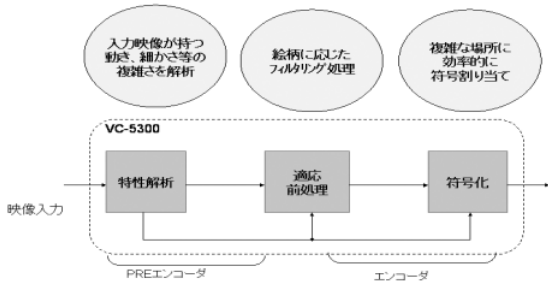 入力映像が持つ
動き、細かさ等の
複雑さを解析
絵柄に応じた
フィルタリング処理
複雑な場所に
効率的に
符号割り当て
VC-5300
特性解析
適応
前処理
符号化
映像入力
PREエンコーダ
エンコーダ